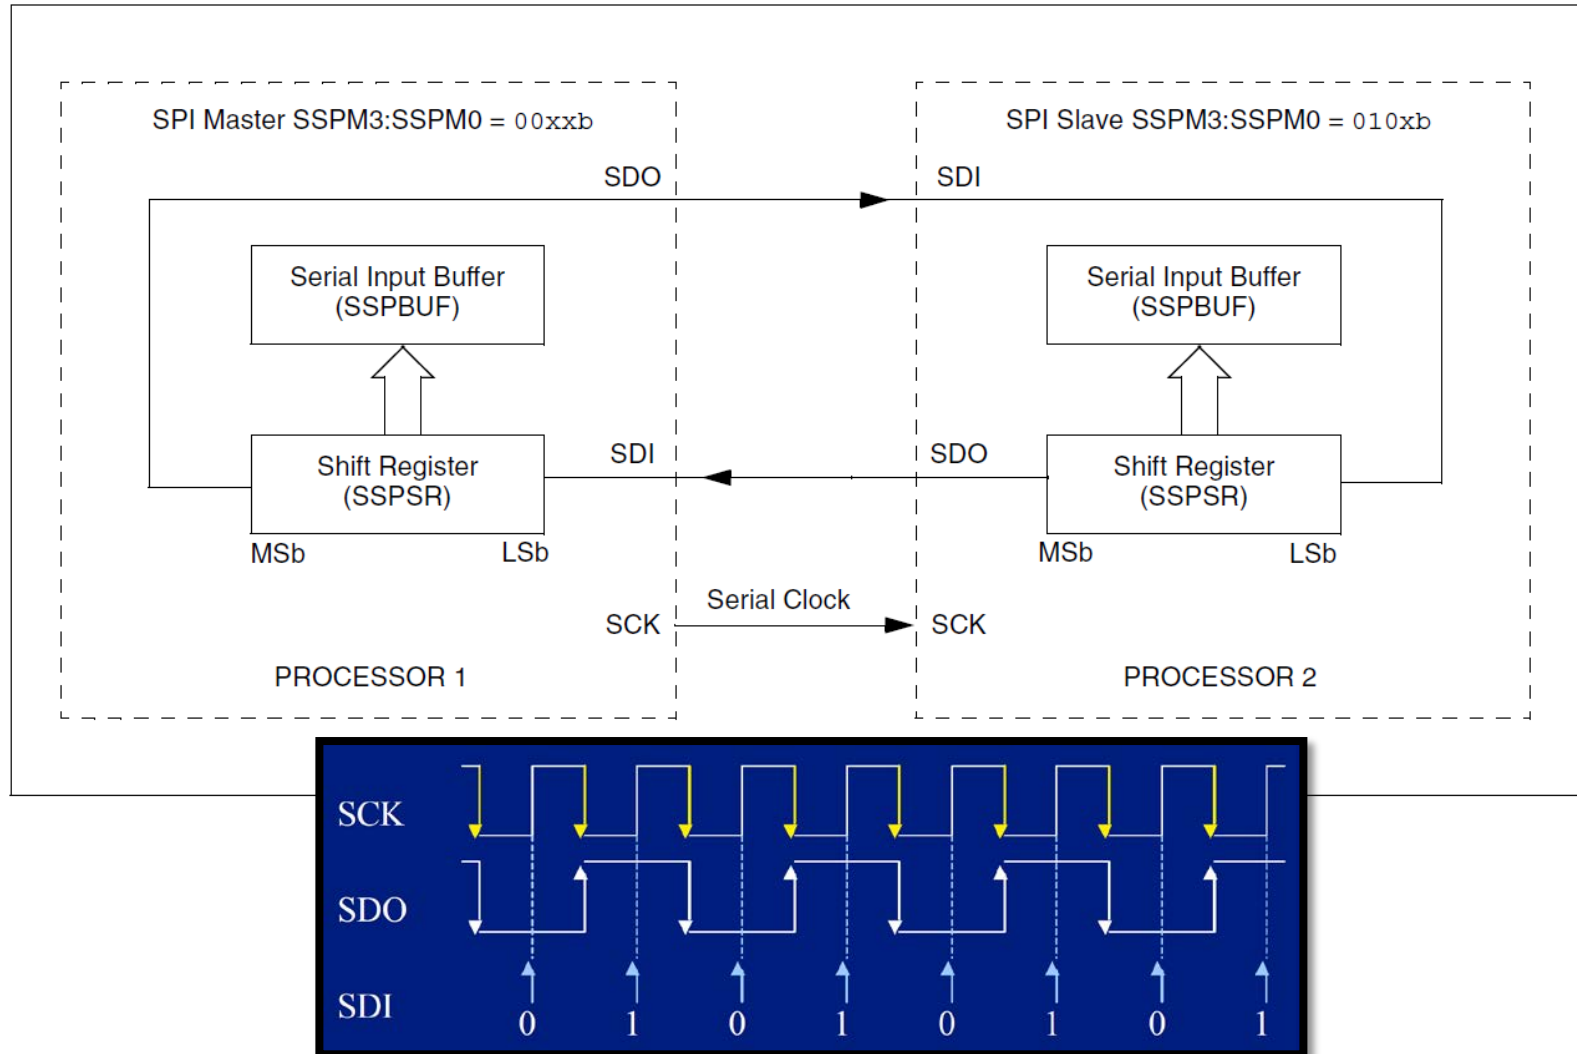 SPI Master SSPM3:SSPM0 = 00xxb
SPI Slave SSPM3:SSPM0 = 010xb
SDO
SDI
Serial Input Buffer
(SSPBUF)
Serial Input Buffer
(SSPBUF)
SDI
SDO
Shift Register
(SSPSR)
Shift Register
(SSPSR)
MSb
LSb
MSb
LSb
Serial Clock
SCK
SCK
PROCESSOR 1
PROCESSOR 2
SCK
SDO
SDI
0 1 0 1 0 1 0 1